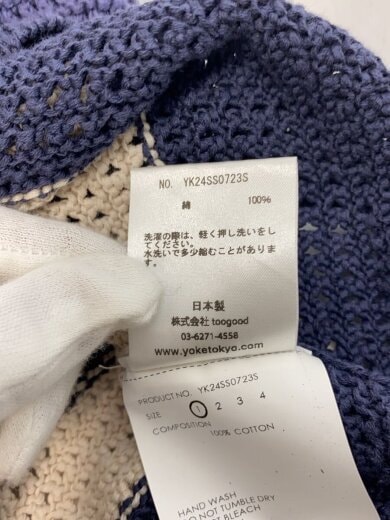 NO. YK24SS0723S
綿 100%
洗濯の際は、軽く押し洗いをし
てください。
水洗いで多少縮むことがありま
す。
日本製
株式会社 toogood
03-6271-4558
www.yoketokyo.com
PRODUCT NO. YK24SS0723S
SIZE 1 2 3 4
COMPOSITION
100% COTTON
HAND WASH
DO NOT TUMBLE DRY
NOT BLEACH